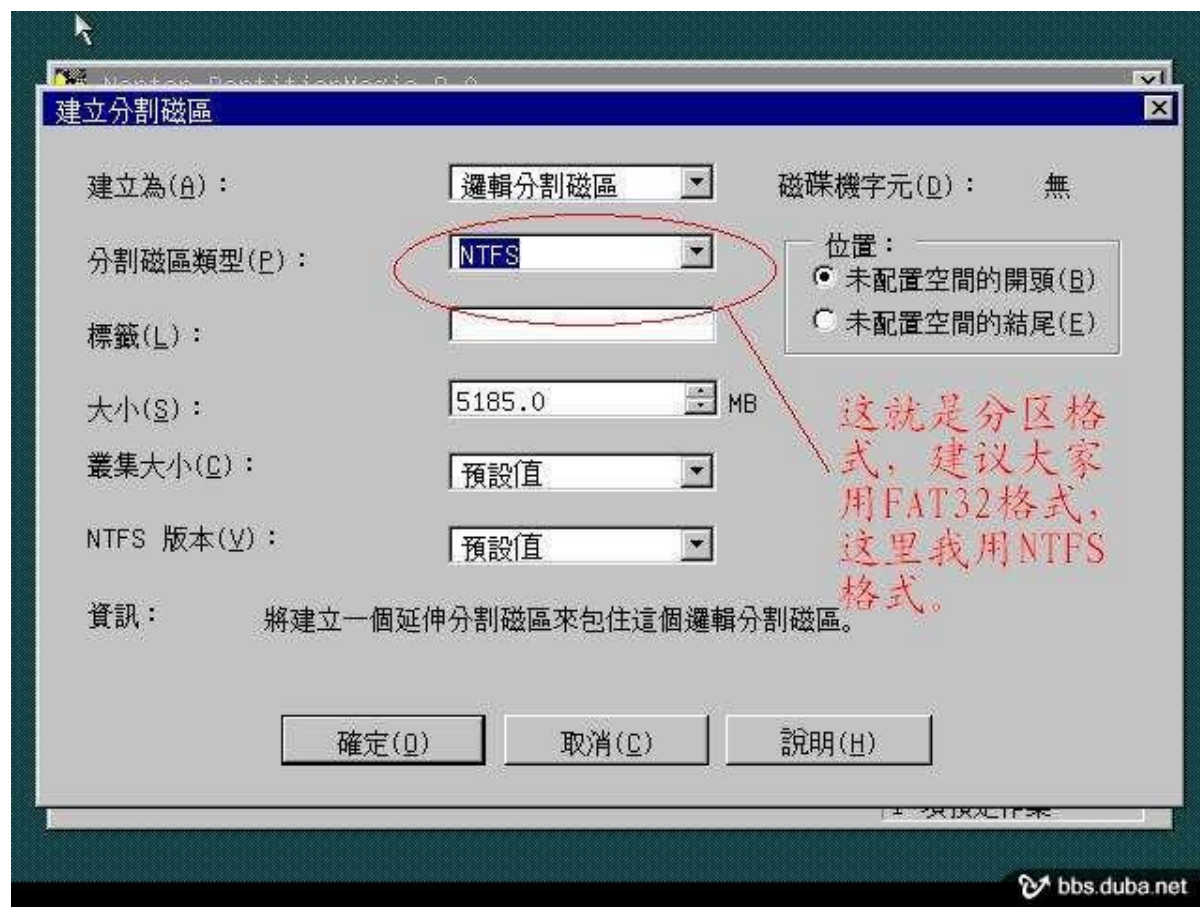 建立分割磁區
建立為(A)： 邏輯分割磁區 磁碟機字元(D)： 無
分割磁區類型(P)： NTFS
位置：
未配置空間的開頭(B)
未配置空間的結尾(E)
標籤(L)：
大小(S)： 5185.0 MB
叢集大小(C)： 預設值
NTFS 版本(V)： 預設值
資訊： 將建立一個延伸分割磁區來包住這個邏輯分割磁區。
这就是分区格
式，建议大家
用FAT32格式，
这里我用NTFS
格式。
確定(O) 取消(C) 說明(H)
bbs.duba.net